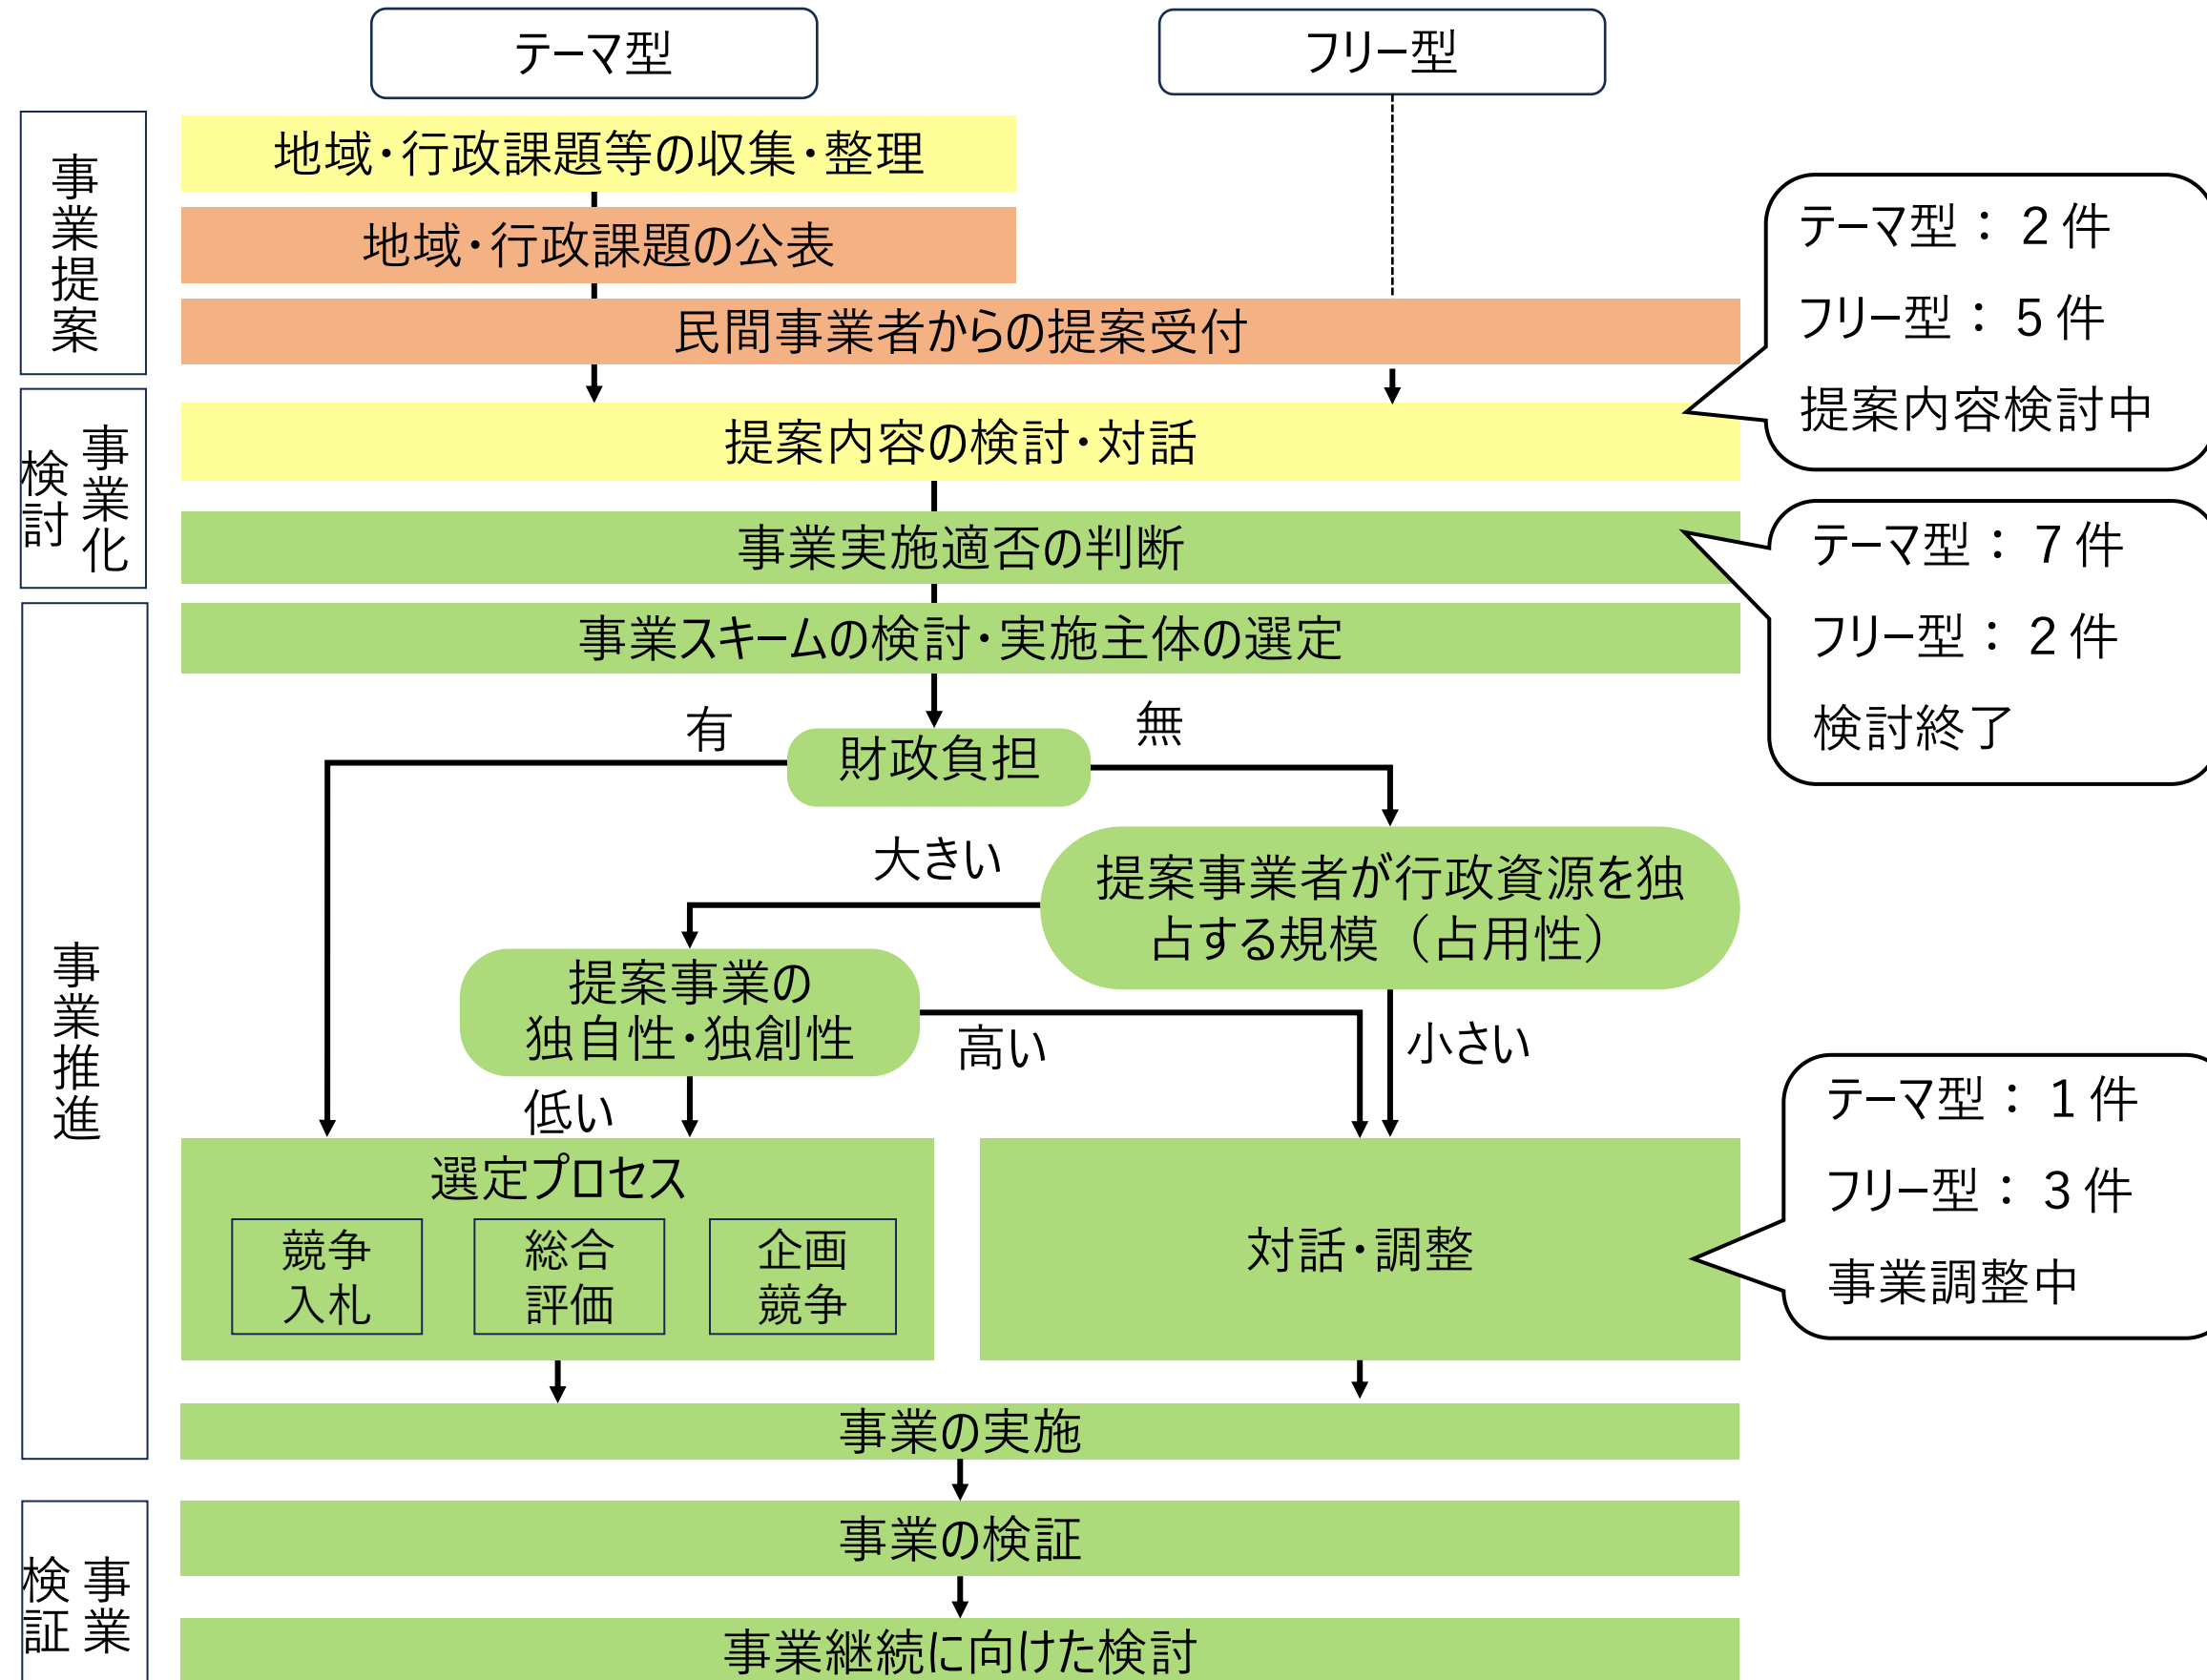 テーマ型
フリー型
事業提案
地域・行政課題等の収集・整理
地域・行政課題の公表
民間事業者からの提案受付
テーマ型：２件
フリー型：５件
提案内容検討中
事業化
検討
提案内容の検討・対話
事業実施適否の判断
テーマ型：７件
フリー型：２件
検討終了
事業推進
事業スキームの検討・実施主体の選定
有
財政負担
無
大きい
提案事業者が行政資源を独
占する規模（占用性）
提案事業の
独自性・独創性
高い
小さい
低い
選定プロセス
競争
入札
総合
評価
企画
競争
対話・調整
テーマ型：１件
フリー型：３件
事業調整中
事業の実施
事業
検証
事業の検証
事業継続に向けた検討